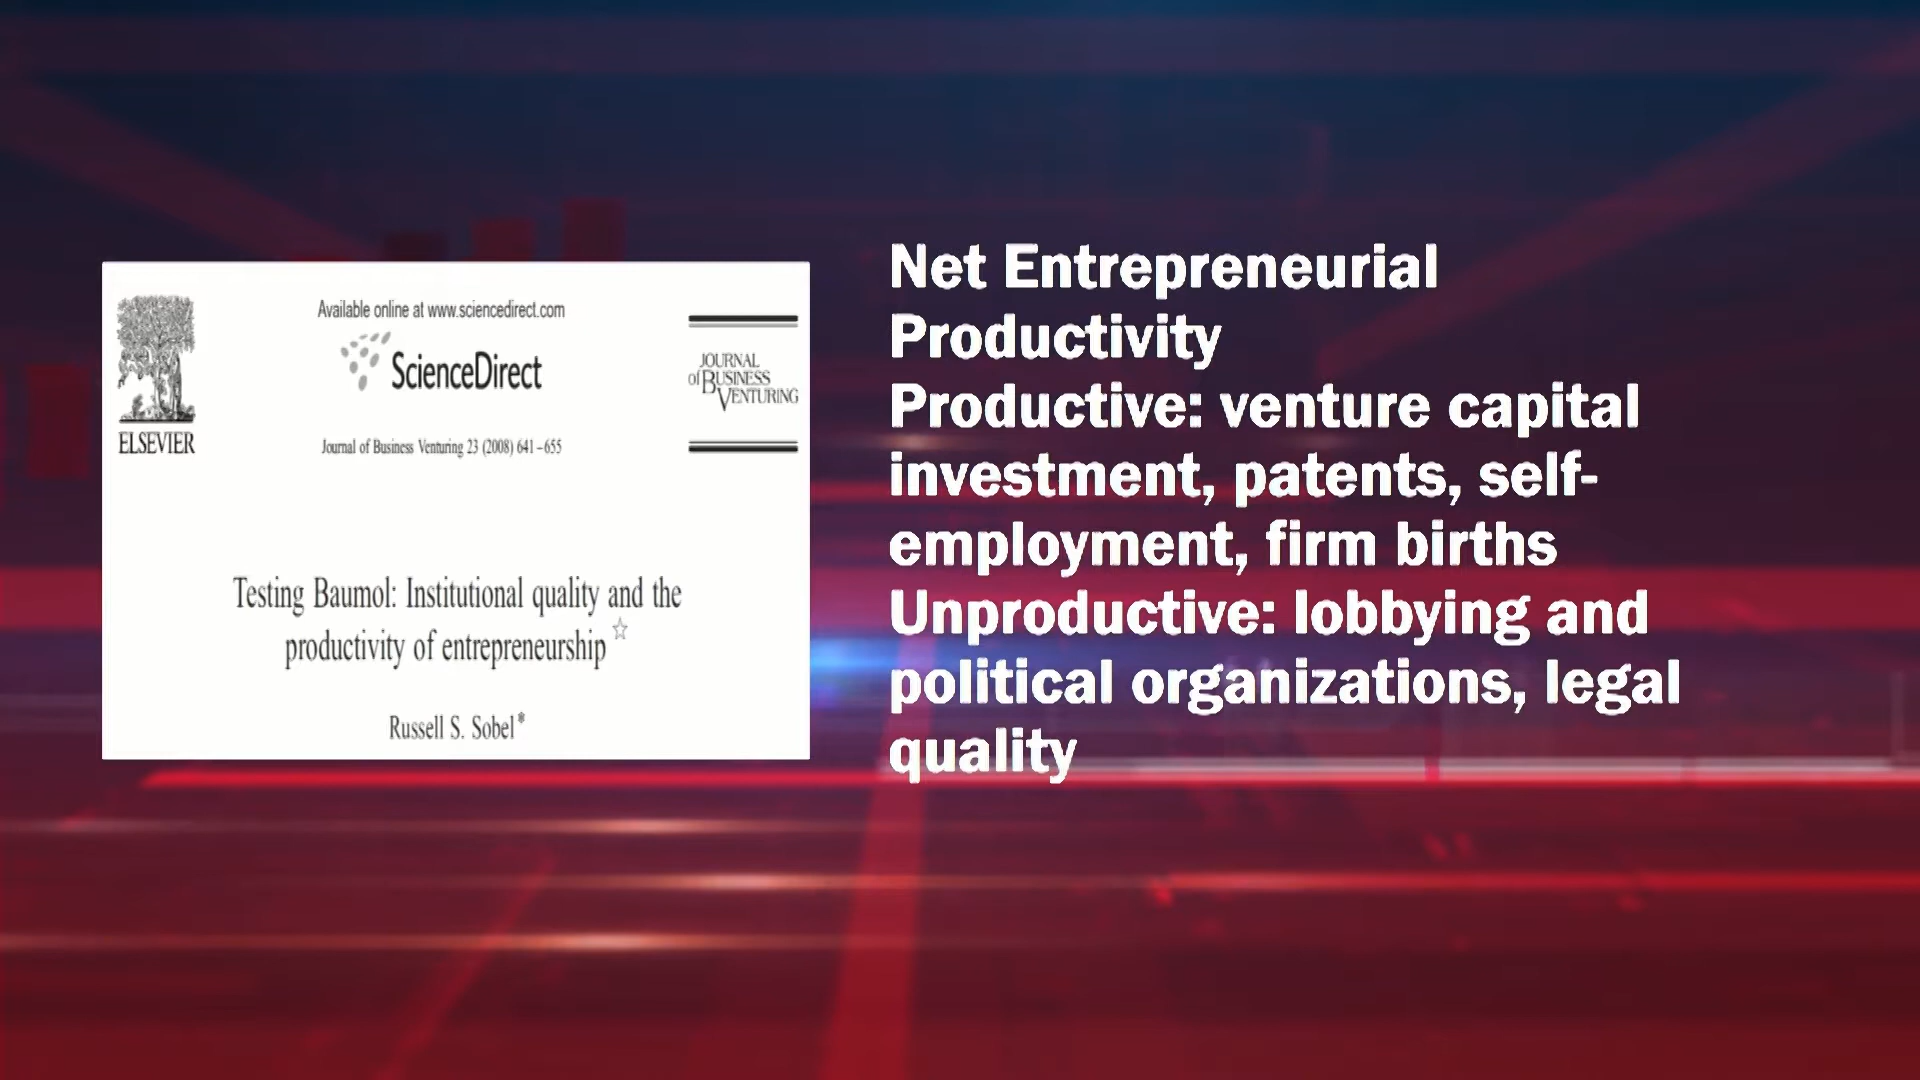 Available online at www.sciencedirect.com
ScienceDirect
ELSEVIER
JOURNAL
of BUSINESS
VENTURING
Journal of Business Venturing 23 (2008) 641–655
Testing Baumol: Institutional quality and the
productivity of entrepreneurship☆
Russell S. Sobel*
Net Entrepreneurial
Productivity
Productive: venture capital
investment, patents, self-
employment, firm births
Unproductive: lobbying and
political organizations, legal
quality